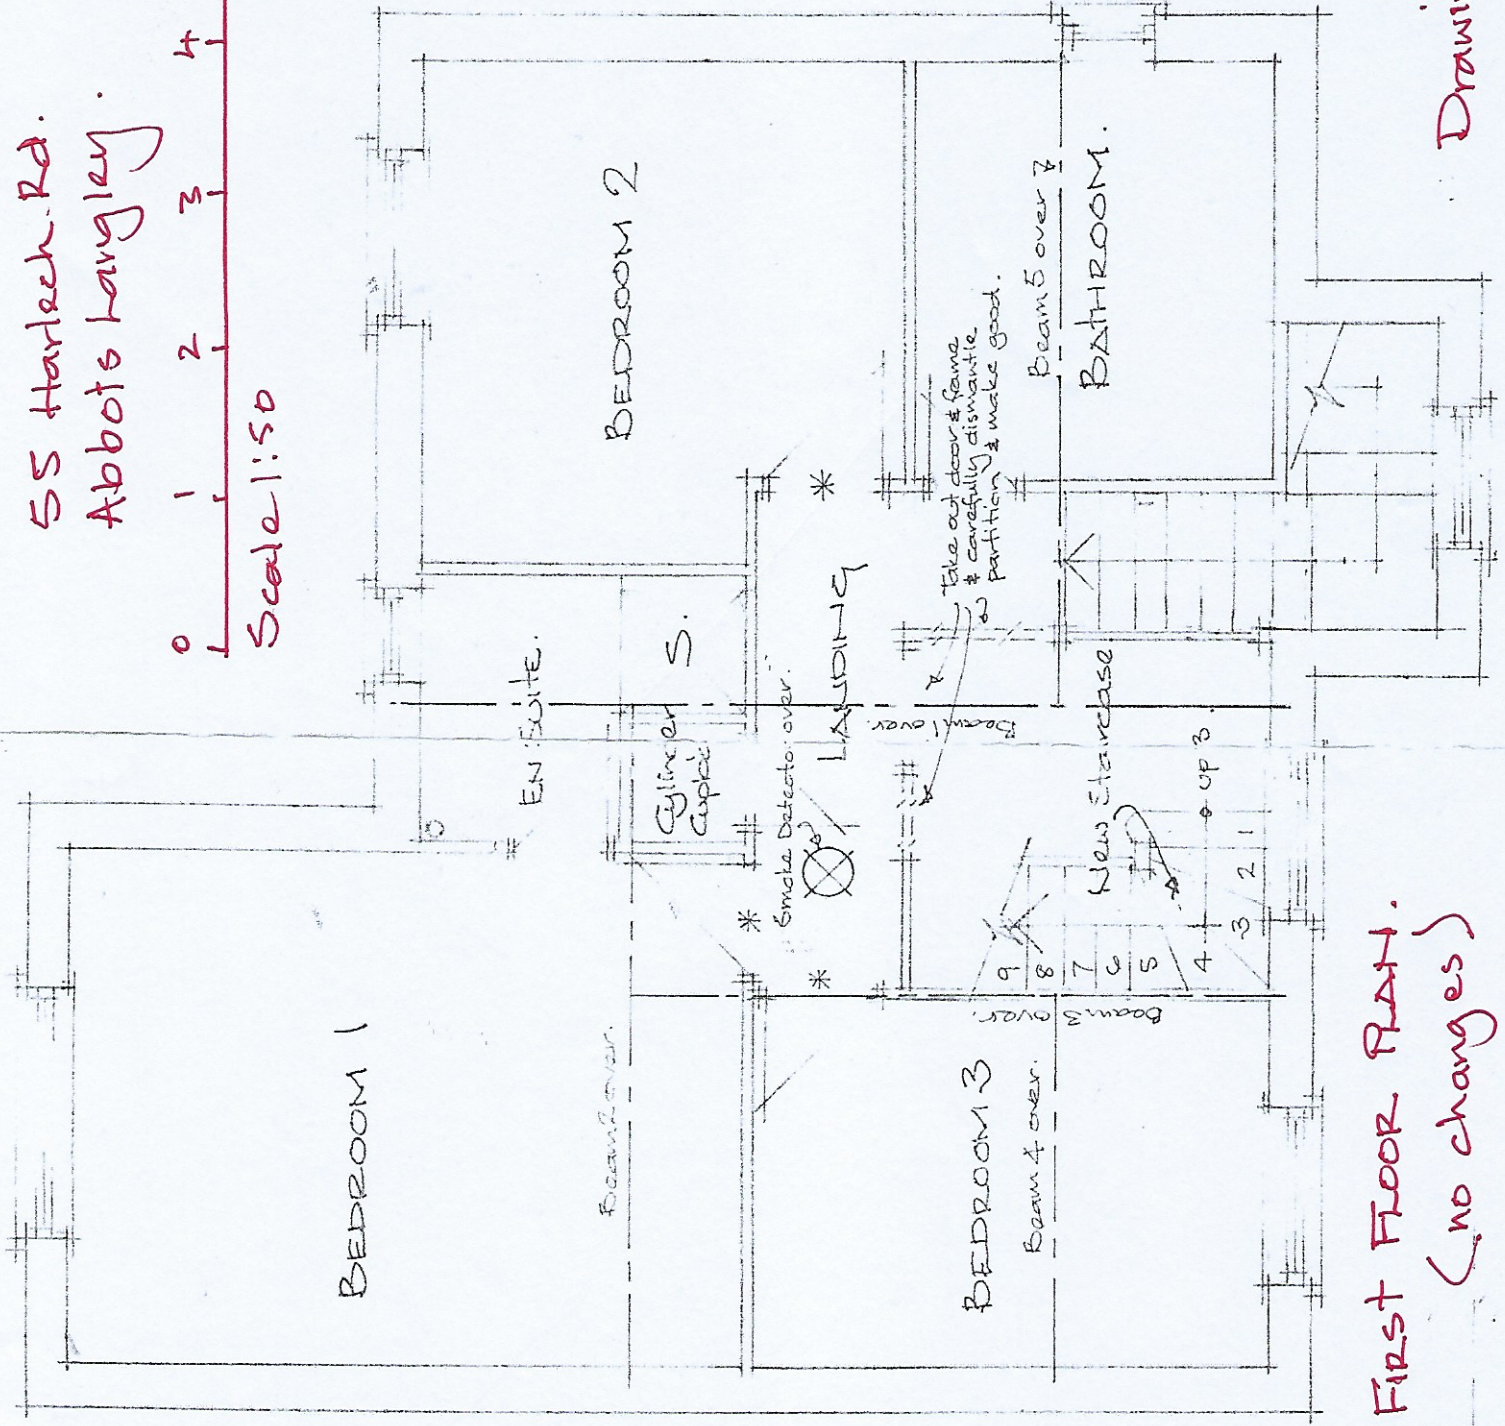 55 Harlech Rd.
Abbots Langley.
0 1 2 3 4
Scale 1:50
BEDROOM 1
EN SUITE.
BEDROOM 2
Beam 2 over.
Cylinder
Cupbd
S.
Smoke Detector over.
LANDING
Beam 1 over.
Take out door & frame
& carefully dismantle
partition & make good.
Beam 5 over
BATHROOM.
BEDROOM 3
Beam 4 over.
Beam 3 over.
New Staircase
UP 3
1
2
3
4
5
6
7
8
9
FIRST FLOOR PLAN.
(no changes)